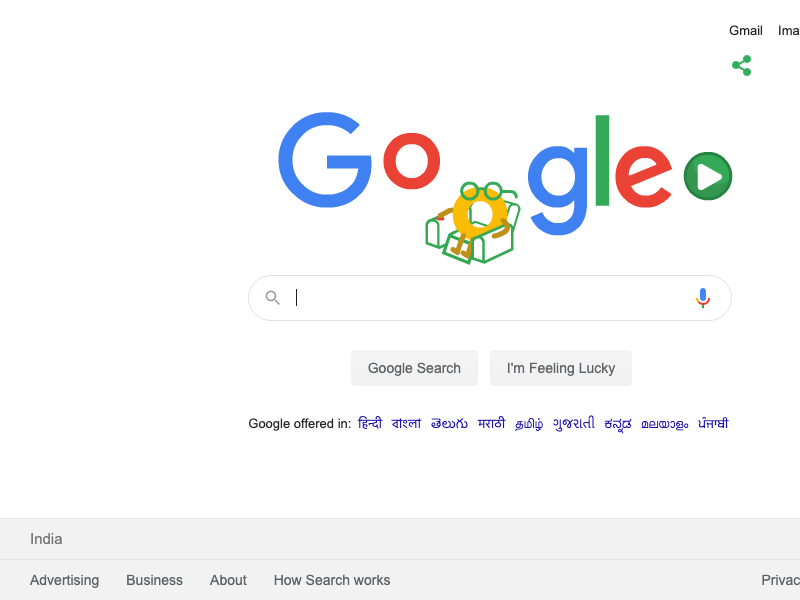 Gmail Ima
Google
Google Search I'm Feeling Lucky
Google offered in: हिन्दी বাংলা తెలుగు मराठी தமிழ் ગુજરાતી ಕನ್ನಡ മലയാളം ਪੰਜਾਬੀ
India
Advertising Business About How Search works Privac